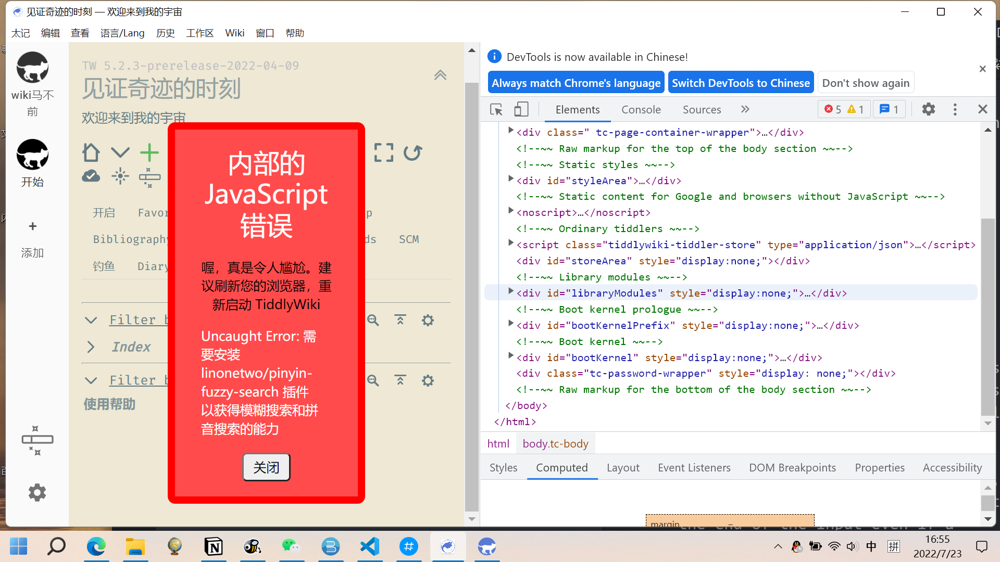 见证奇迹的时刻 — 欢迎来到我的宇宙
太记 编辑 查看 语言/Lang 历史 工作区 Wiki 窗口 帮助
wiki马不
前
开始
+
添加
TW 5.2.3-prerelease-2022-04-09
见证奇迹的时刻
欢迎来到我的宇宙
开启 Favor
Bibliography ds SCM
钓鱼 Diary
Filter b
Index
Filter b
使用帮助
内部的
JavaScript
错误
喔，真是令人尴尬。建
议刷新您的浏览器，重
新启动 TiddlyWiki
Uncaught Error: 需
要安装
linonetwo/pinyin-
fuzzy-search 插件
以获得模糊搜索和拼
音搜索的能力
关闭
DevTools is now available in Chinese!
Always match Chrome's language Switch DevTools to Chinese Don't show again
Elements Console Sources 5 1 1
<div class=" tc-page-container-wrapper">…</div>
<!--~~ Raw markup for the top of the body section ~~-->
<!--~~ Static styles ~~-->
<div id="styleArea">…</div>
<!--~~ Static content for Google and browsers without JavaScript ~~-->
<noscript>…</noscript>
<!--~~ Ordinary tiddlers ~~-->
<script class="tiddlywiki-tiddler-store" type="application/json">…</script>
<div id="storeArea" style="display:none;"></div>
<!--~~ Library modules ~~-->
<div id="libraryModules" style="display:none;">…</div>
<!--~~ Boot kernel prologue ~~-->
<div id="bootKernelPrefix" style="display:none;">…</div>
<!--~~ Boot kernel ~~-->
<div id="bootKernel" style="display:none;">…</div>
<div class="tc-password-wrapper" style="display: none;"></div>
<!--~~ Raw markup for the bottom of the body section ~~-->
</body>
</html>
html body.tc-body
Styles Computed Layout Event Listeners DOM Breakpoints Properties Accessibility
margin –
中 拼 16:55
2022/7/23